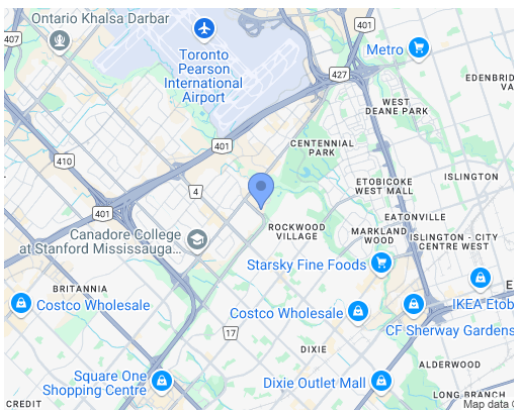 Ontario Khalsa Darbar
407
401
Metro
Toronto
Pearson
International
Airport
427
EDENBRID
VA
WEST
DEANE PARK
401
CENTENNIAL
PARK
410
4
ETOBICOKE
WEST MALL
ISLINGTON
401
EATONVILLE
Canadore College
at Stanford Mississauga...
ROCKWOOD
VILLAGE
MARKLAND
WOOD
ISLINGTON - CITY
CENTRE WEST
Starsky Fine Foods
BRITANNIA
Costco Wholesale
Costco Wholesale
IKEA Etob
CF Sherway Gardens
17
DIXIE
ALDERWOOD
Square One
Shopping Centre
Dixie Outlet Mall
LONG BRANCH
CREDIT
Map data ©